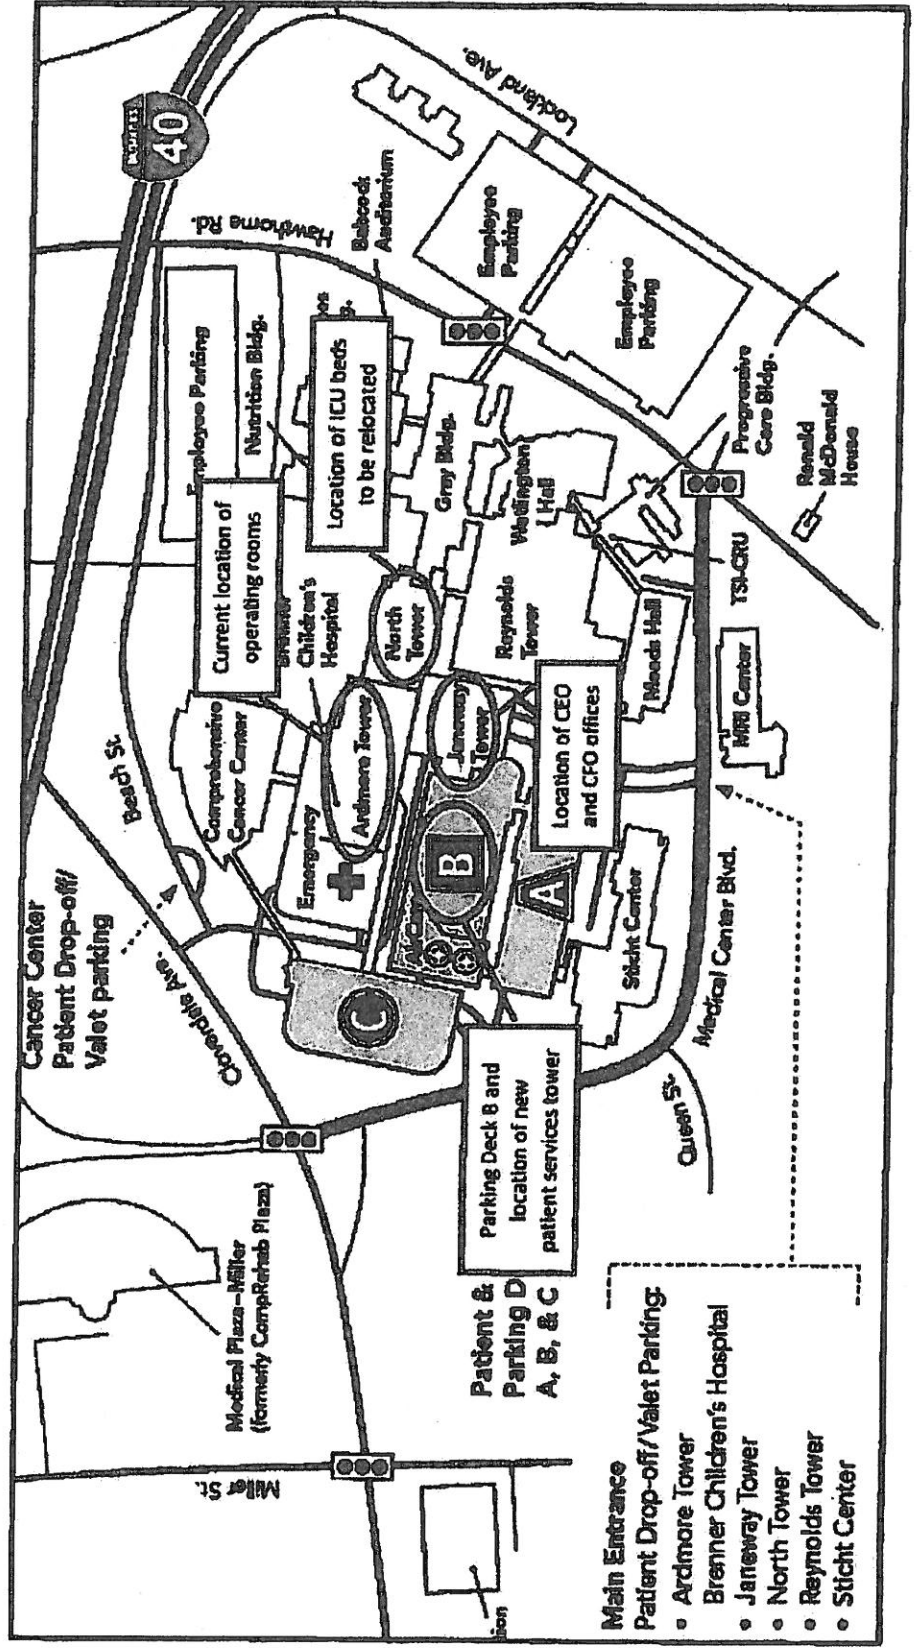 Cancer Center
Patient Drop-off/
Valet parking
Cloverdale Ave.
Beach St.
40
Hawthorne Rd.
Lockland Ave.
Babcock
Auditorium
Employee Parking
Nutrition Bldg.
Employee
Parking
Employee
Parking
Current location of
operating rooms
Location of ICU beds
to be relocated
Comprehensive
Cancer Center
Children's
Hospital
Emergency
Ardmore Tower
North
Tower
Janeway
Tower
Gray Bldg.
Watlington
Hall
Reynolds
Tower
Meads Hall
TSI-CRU
Progressive
Care Bldg.
Ronald
McDonald
House
MRI Center
Location of CEO
and CFO offices
C
B
A
Sticht Center
Medical Center Blvd.
Queen St.
Parking Deck B and
location of new
patient services tower
Patient &
Parking D
A, B, & C
Medical Plaza–Miller
(formerly CompRehab Plaza)
Miller St.
Main Entrance
Patient Drop-off/Valet Parking:
• Ardmore Tower
Brenner Children's Hospital
• Janeway Tower
• North Tower
• Reynolds Tower
• Sticht Center